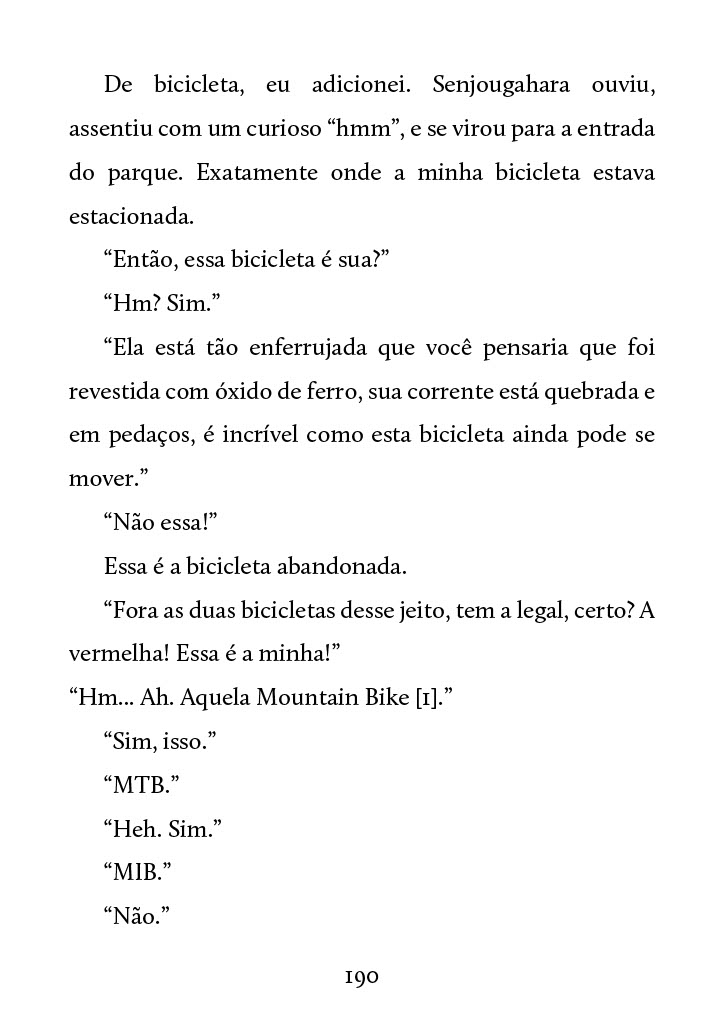 De bicicleta, eu adicionei. Senjougahara ouviu,
assentiu com um curioso “hmm”, e se virou para a entrada
do parque. Exatamente onde a minha bicicleta estava
estacionada.
“Então, essa bicicleta é sua?”
“Hm? Sim.”
“Ela está tão enferrujada que você pensaria que foi
revestida com óxido de ferro, sua corrente está quebrada e
em pedaços, é incrível como esta bicicleta ainda pode se
mover.”
“Não essa!”
Essa é a bicicleta abandonada.
“Fora as duas bicicletas desse jeito, tem a legal, certo? A
vermelha! Essa é a minha!”
“Hm... Ah. Aquela Mountain Bike [1].”
“Sim, isso.”
“MTB.”
“Heh. Sim.”
“MIB.”
“Não.”
190